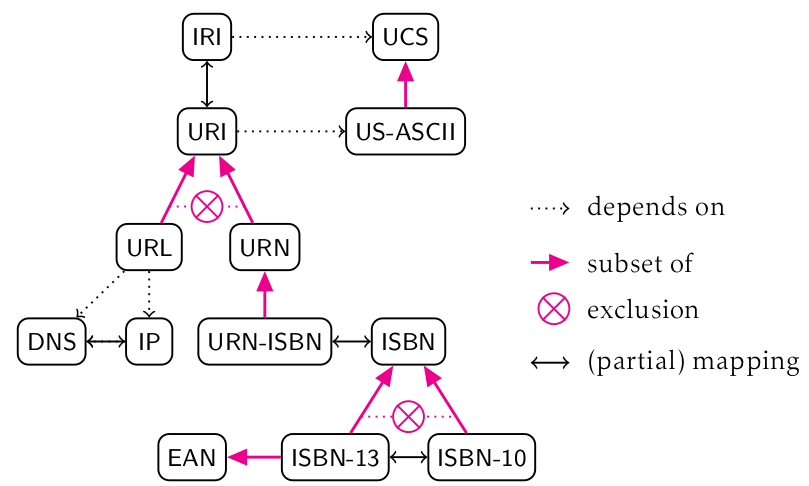 IRI
UCS
URI
US-ASCII
URL
URN
DNS
IP
URN-ISBN
ISBN
EAN
ISBN-13
ISBN-10
depends on
subset of
exclusion
(partial) mapping